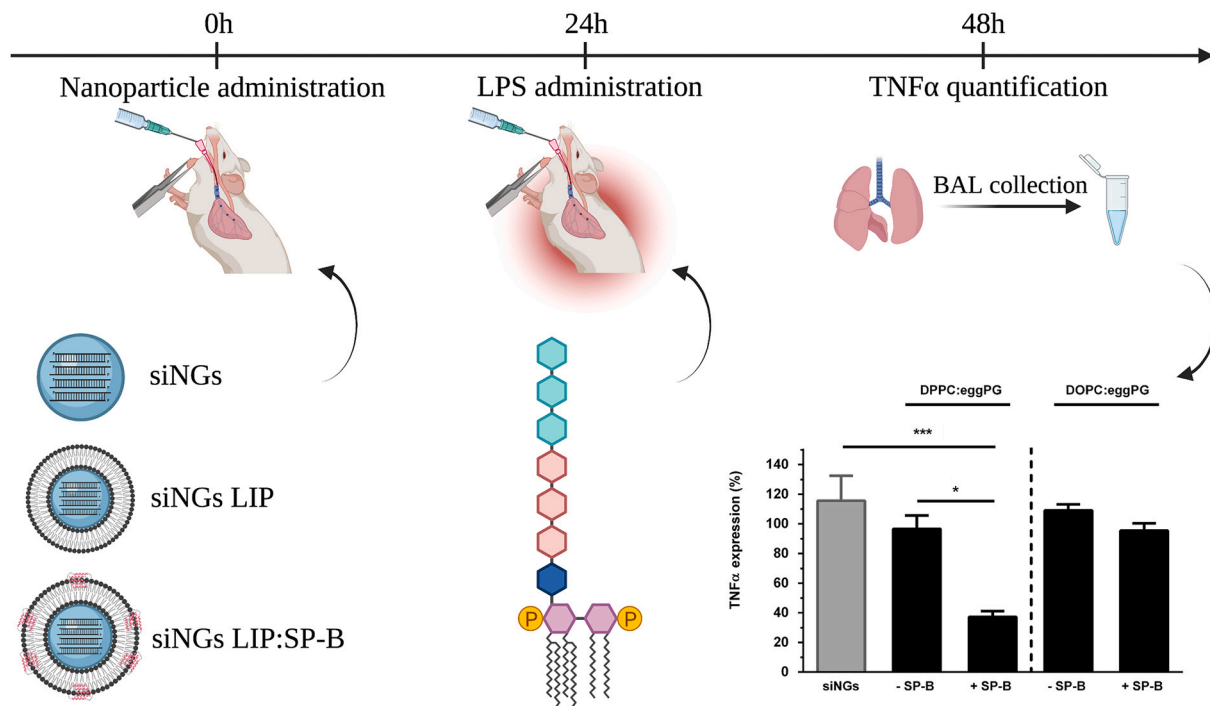 0h
24h
48h
Nanoparticle administration
LPS administration
TNFα quantification
BAL collection
siNGs
siNGs LIP
siNGs LIP:SP-B
P
P
DPPC:eggPG
DOPC:eggPG
***
*
TNFα expression (%)
140
120
100
80
60
40
20
0
siNGs
- SP-B
+ SP-B
- SP-B
+ SP-B